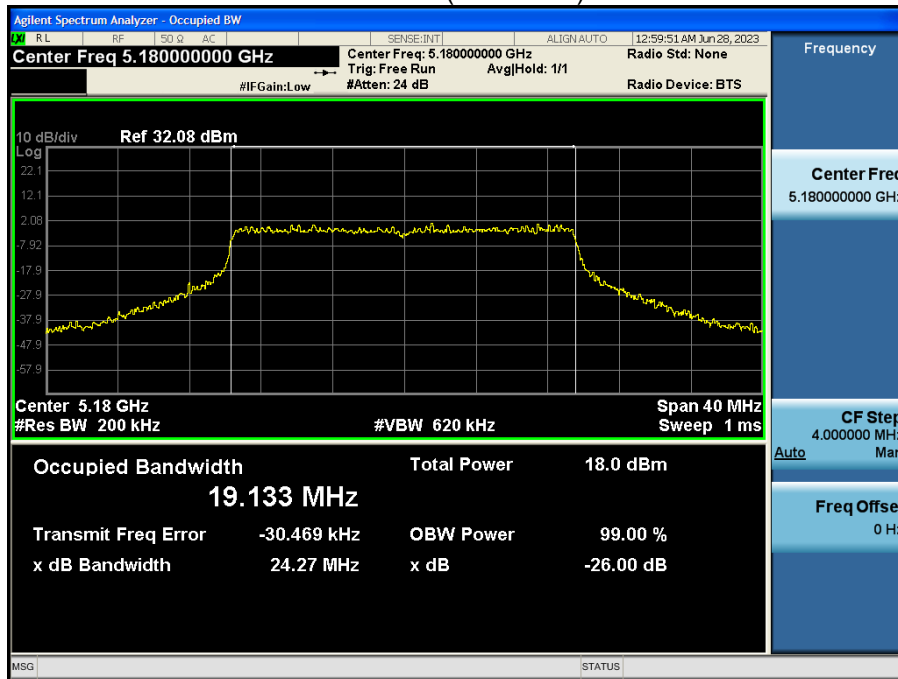 Agilent Spectrum Analyzer - Occupied BW
LXI RL RF 50 Ω AC SENSE:INT ALIGN AUTO 12:59:51 AM Jun 28, 2023
Center Freq 5.180000000 GHz Center Freq: 5.180000000 GHz Radio Std: None
Trig: Free Run Avg|Hold: 1/1
#IFGain:Low #Atten: 24 dB Radio Device: BTS
10 dB/div Ref 32.08 dBm
Log
22.1
12.1
2.08
-7.92
-17.9
-27.9
-37.9
-47.9
-57.9
Center 5.18 GHz Span 40 MHz
#Res BW 200 kHz #VBW 620 kHz Sweep 1 ms
Occupied Bandwidth Total Power 18.0 dBm
19.133 MHz
Transmit Freq Error -30.469 kHz OBW Power 99.00 %
x dB Bandwidth 24.27 MHz x dB -26.00 dB
MSG STATUS
Frequency
Center Freq
5.180000000 GHz
CF Step
4.000000 MHz
Auto Man
Freq Offse
0 Hz